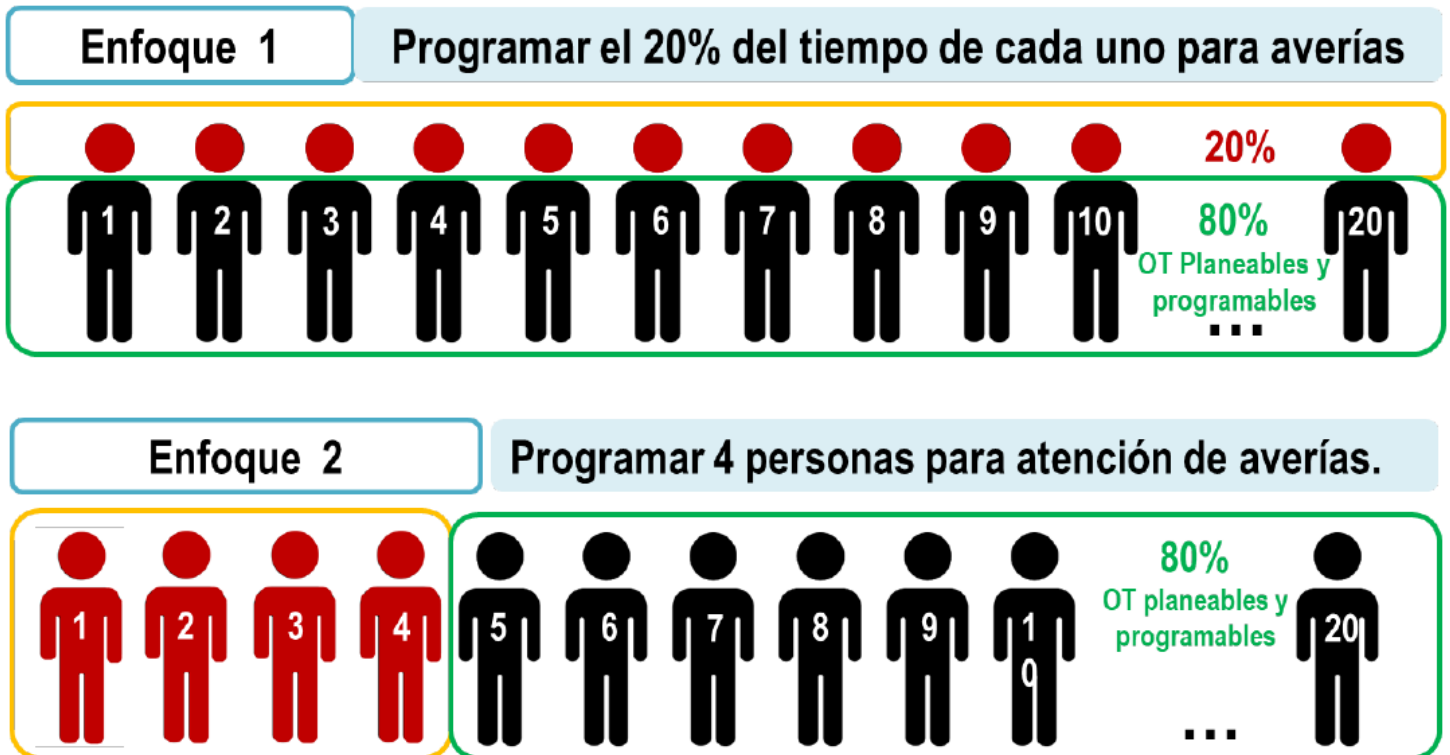 Enfoque 1
Programar el 20% del tiempo de cada uno para averías
20%
1 2 3 4 5 6 7 8 9 10 80% 20
OT Planeables y
programables
...
Enfoque 2
Programar 4 personas para atención de averías.
80%
OT planeables y
programables
1 2 3 4 5 6 7 8 9 1 20
0
...